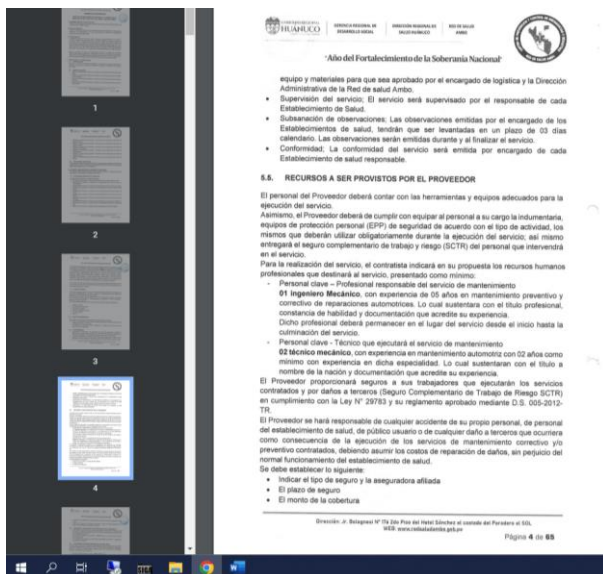 HUÁNUCO
GERENCIA REGIONAL DE
DESARROLLO SOCIAL
DIRECCIÓN REGIONAL DE
SALUD HUÁNUCO
RED DE SALUD
AMBO
"Año del Fortalecimiento de la Soberanía Nacional"
equipo y materiales para que sea aprobado por el encargado de logística y la Dirección
Administrativa de la Red de salud Ambo.
• Supervisión del servicio; El servicio será supervisado por el responsable de cada
Establecimiento de Salud.
• Subsanación de observaciones; Las observaciones emitidas por el encargado de los
Establecimientos de salud, tendrán que ser levantadas en un plazo de 03 días
calendario. Las observaciones serán emitidas durante y al finalizar el servicio.
• Conformidad; La conformidad del servicio será emitida por encargado de cada
Establecimiento de salud responsable.
5.5. RECURSOS A SER PROVISTOS POR EL PROVEEDOR
El personal del Proveedor deberá contar con las herramientas y equipos adecuados para la
ejecución del servicio.
Asimismo, el Proveedor deberá de cumplir con equipar al personal a su cargo la indumentaria,
equipos de protección personal (EPP) de seguridad de acuerdo con el tipo de actividad, los
mismos que deberán utilizar obligatoriamente durante la ejecución del servicio; así mismo
entregará el seguro complementario de trabajo y riesgo (SCTR) del personal que intervendrá
en el servicio.
Para la realización del servicio, el contratista indicará en su propuesta los recursos humanos
profesionales que destinará al servicio, presentado como mínimo:
- Personal clave – Profesional responsable del servicio de mantenimiento
01 Ingeniero Mecánico, con experiencia de 05 años en mantenimiento preventivo y
correctivo de reparaciones automotrices. Lo cual sustentara con el titulo profesional,
constancia de habilidad y documentación que acredite su experiencia.
Dicho profesional deberá permanecer en el lugar del servicio desde el inicio hasta la
culminación del servicio.
- Personal clave - Técnico que ejecutará el servicio de mantenimiento
02 técnico mecánico, con experiencia en mantenimiento automotriz con 02 años como
mínimo con experiencia en dicha especialidad. Lo cual sustentaran con el titulo a
nombre de la nación y documentación que acredite su experiencia.
El Proveedor proporcionará seguros a sus trabajadores que ejecutarán los servicios
contratados y por daños a terceros (Seguro Complementario de Trabajo de Riesgo SCTR)
en cumplimiento con la Ley N° 29783 y su reglamento aprobado mediante D.S. 005-2012-
TR.
El Proveedor se hará responsable de cualquier accidente de su propio personal, de personal
del establecimiento de salud, de público usuario o de cualquier daño a terceros que ocurriera
como consecuencia de la ejecución de los servicios de mantenimiento correctivo y/o
preventivo contratados, debiendo asumir los costos de reparación de daños, sin perjuicio del
normal funcionamiento del establecimiento de salud.
Se debe establecer lo siguiente:
• Indicar el tipo de seguro y la aseguradora afiliada
• El plazo de seguro
• El monto de la cobertura
Dirección: Jr. Bolognesi N° 176 2do Piso del Hotel Sánchez al costado del Paradero el SOL
WEB: www.redsaludambo.gob.pe
Página 4 de 65
1
2
3
4